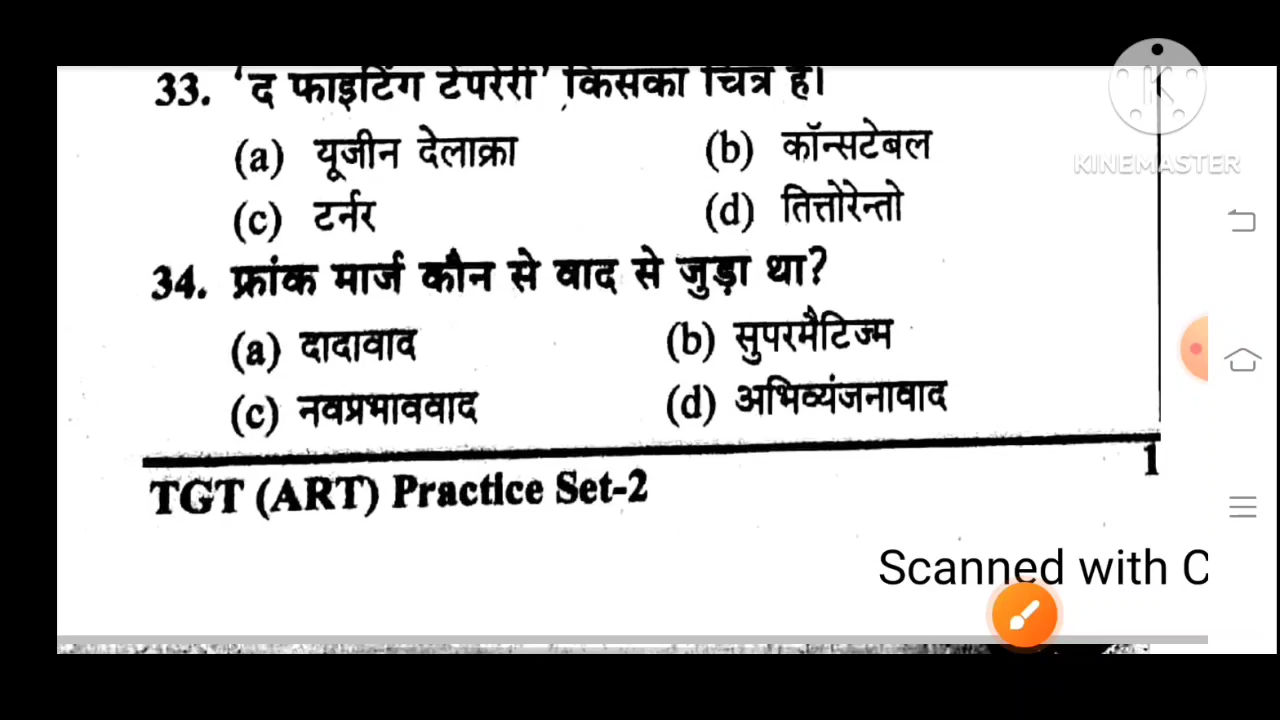 33. 'द फाइटिंग टेपरेरी' किसका चित्र है।
(a) यूजीन देलाक्रा (b) कॉन्सटेबल
(c) टर्नर (d) तित्तोरेन्तो
34. फ्रांक मार्ज कौन से वाद से जुड़ा था?
(a) दादावाद (b) सुपरमैटिज्म
(c) नवप्रभाववाद (d) अभिव्यंजनावाद
TGT (ART) Practice Set-2 1
Scanned with C
K
KINEMASTER